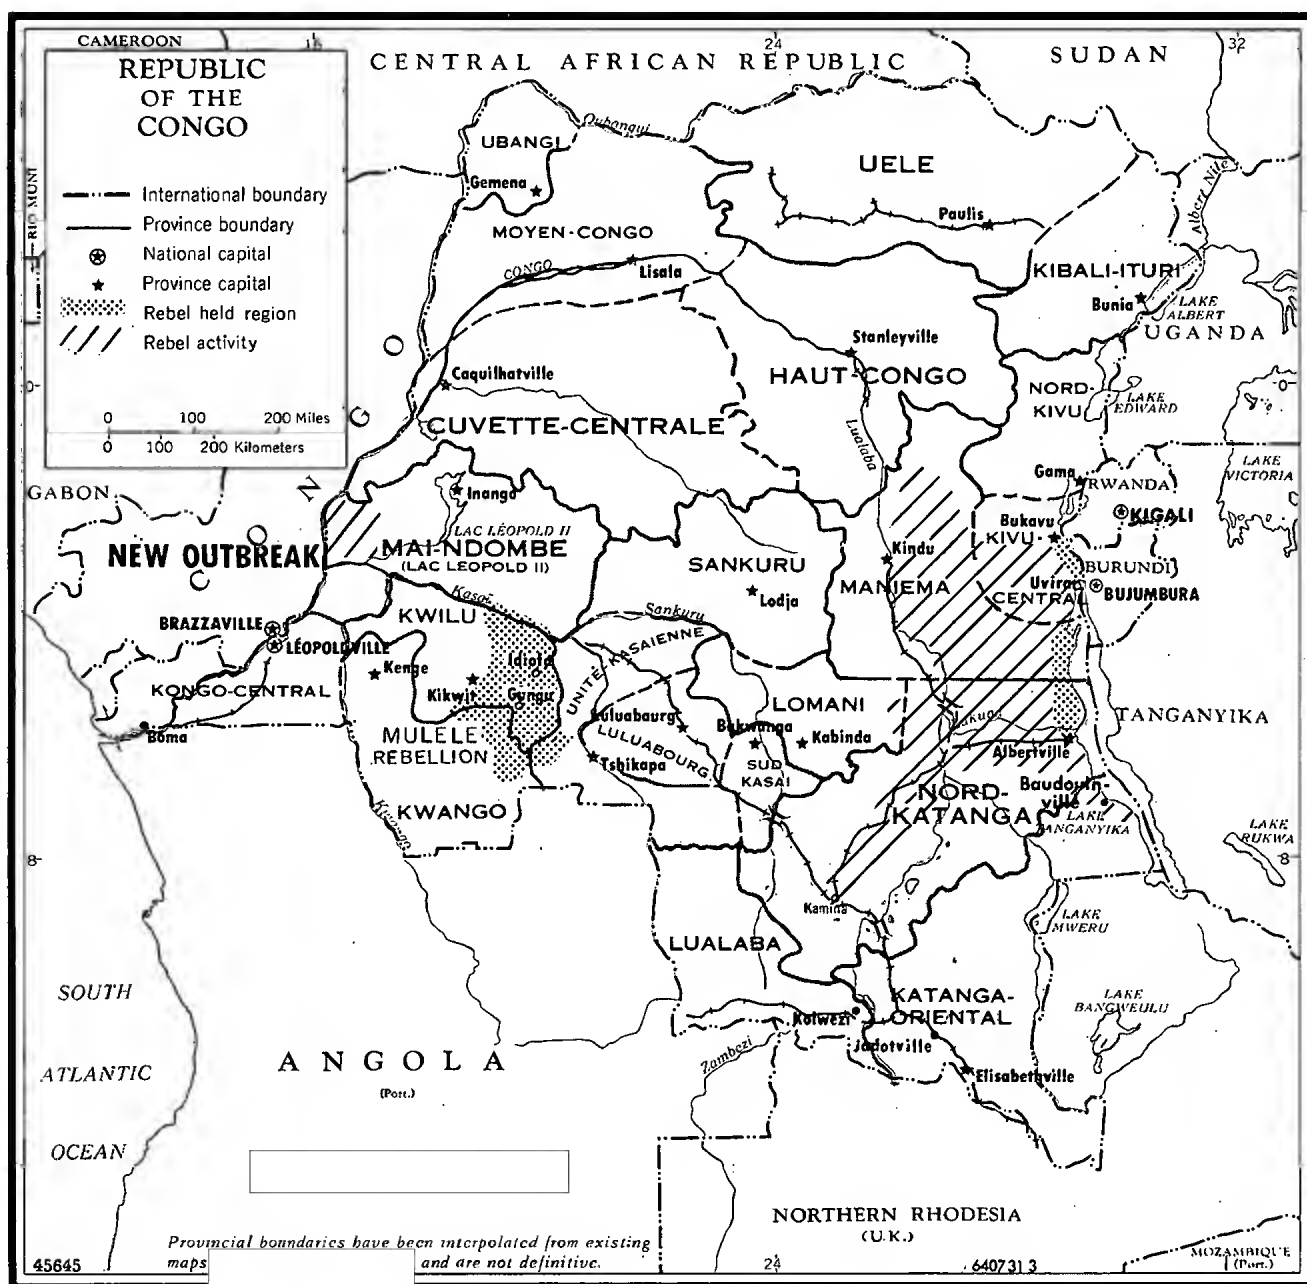 CAMEROON
REPUBLIC
OF THE
CONGO
International boundary
Province boundary
National capital
Province capital
Rebel held region
Rebel activity
0 100 200 Miles
0 100 200 Kilometers
24
32
CENTRAL AFRICAN REPUBLIC
SUDAN
RIO MUNI
Oubangui
UBANGI
Gemena
UELE
Paulis
Albert Nile
MOYEN-CONGO
CONGO
Lisala
KIBALI-ITURI
Bunia
LAKE
ALBERT
UGANDA
Stanleyville
HAUT-CONGO
0
0
Caquilhatville
CUVETTE-CENTRALE
NORD-
KIVU
LAKE
EDWARD
Lualaba
CONGO
GABON
Inango
LAC LÉOPOLD II
MAI-NDOMBE
(LAC LEOPOLD II)
NEW OUTBREAK
Goma
RWANDA
KIGALI
LAKE
VICTORIA
Bukavu
KIVU-
CENTRAL
Kindu
MANIEMA
SANKURU
Lodja
Uvira
BURUNDI
BUJUMBURA
BRAZZAVILLE
LÉOPOLDVILLE
Kasai
KWILU
Sankuru
UNITE KASAIENNE
Kenge
Kikwit
Idiofa
Gungu
KONGO-CENTRAL
Boma
MULELE
REBELLION
Luluabourg
LULUABOURG
Bakwanga
SUD
KASAI
LOMANI
Kabinda
Tshikapa
TANGANYIKA
Albertville
Baudouin-
ville
LAKE
TANGANYIKA
NORD-
KATANGA
KWANGO
LAKE
RUKWA
8
8
Kamina
LAKE
MWERU
LUALABA
KATANGA-
ORIENTAL
LAKE
BANGWEULU
Kolwezi
Jadotville
Elisabethville
Zambezi
SOUTH
ATLANTIC
OCEAN
ANGOLA
(Port.)
NORTHERN RHODESIA
(U.K.)
MOZAMBIQUE
(Port.)
Provincial boundaries have been interpolated from existing
maps and are not definitive.
45645
24
640731 3